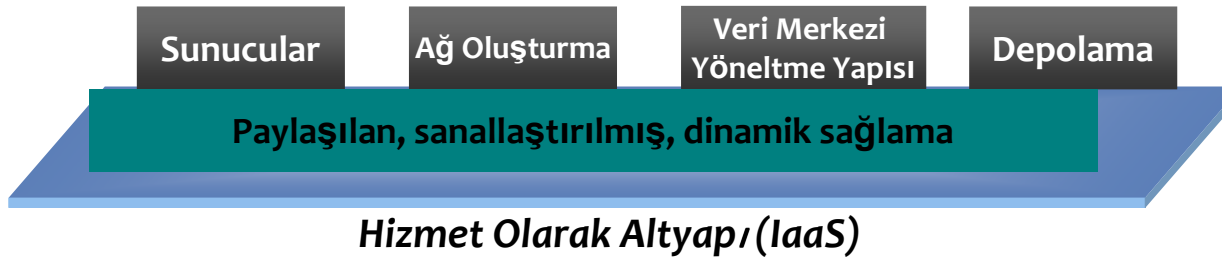 Sunucular
Ağ Oluşturma
Veri Merkezi
Yöneltme Yapısı
Depolama
Paylaşılan, sanallaştırılmış, dinamik sağlama
Hizmet Olarak Altyapı (IaaS)